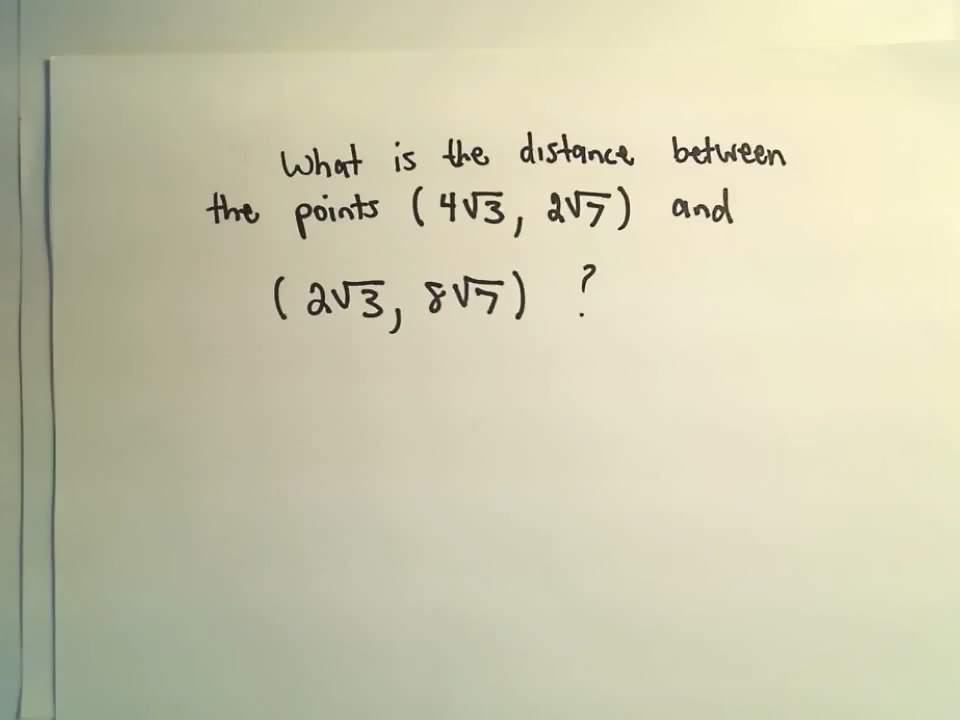 What is the distance between
the points (4√3, 2√7) and
(2√3, 8√7) ?